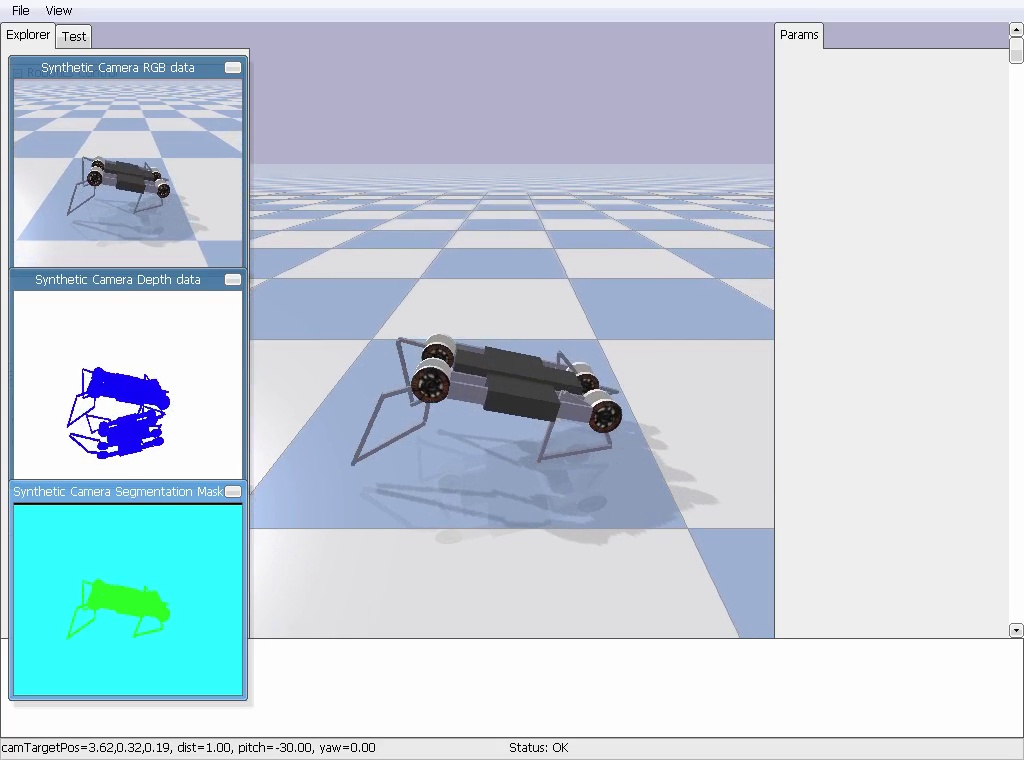 File View
Explorer Test
Params
Synthetic Camera RGB data
Synthetic Camera Depth data
Synthetic Camera Segmentation Mask
camTargetPos=3.62,0.32,0.19, dist=1.00, pitch=-30.00, yaw=0.00
Status: OK